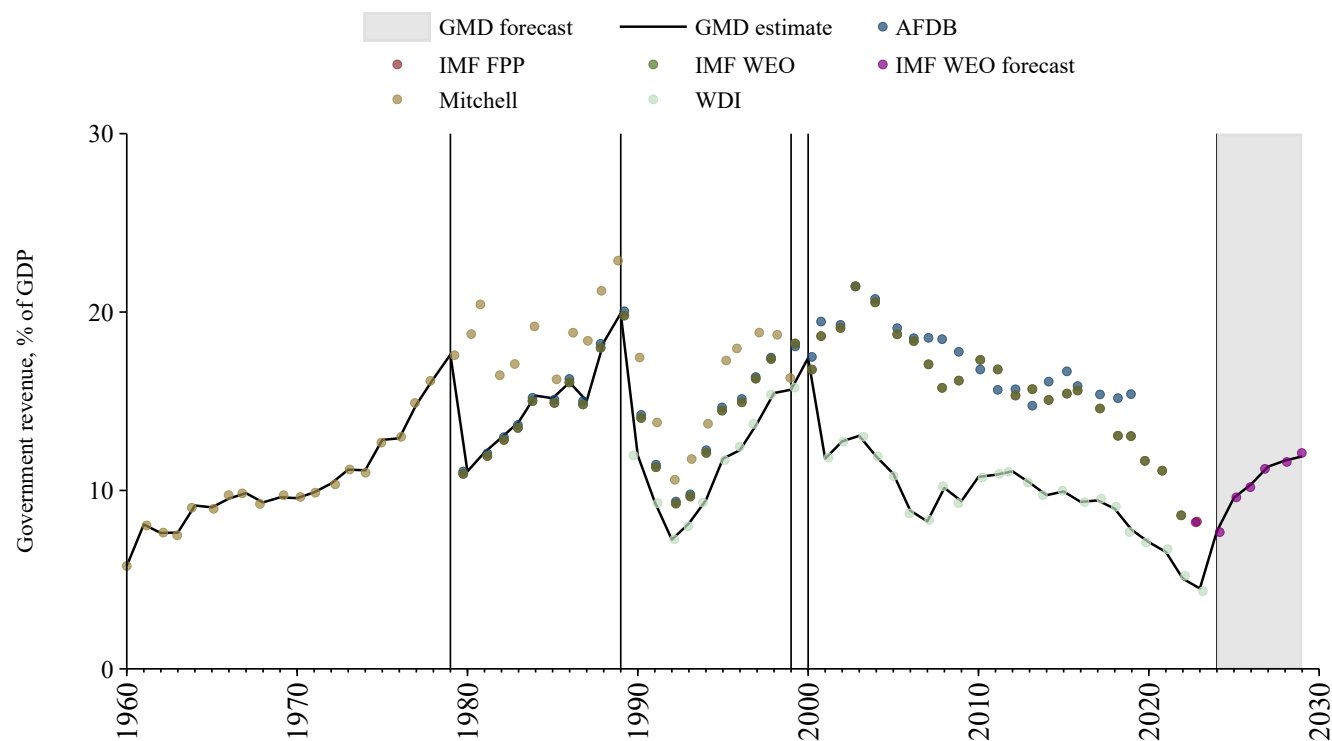 GMD forecast GMD estimate AFDB
IMF FPP IMF WEO IMF WEO forecast
Mitchell WDI
Government revenue, % of GDP
30
20
10
0
1960 1970 1980 1990 2000 2010 2020 2030